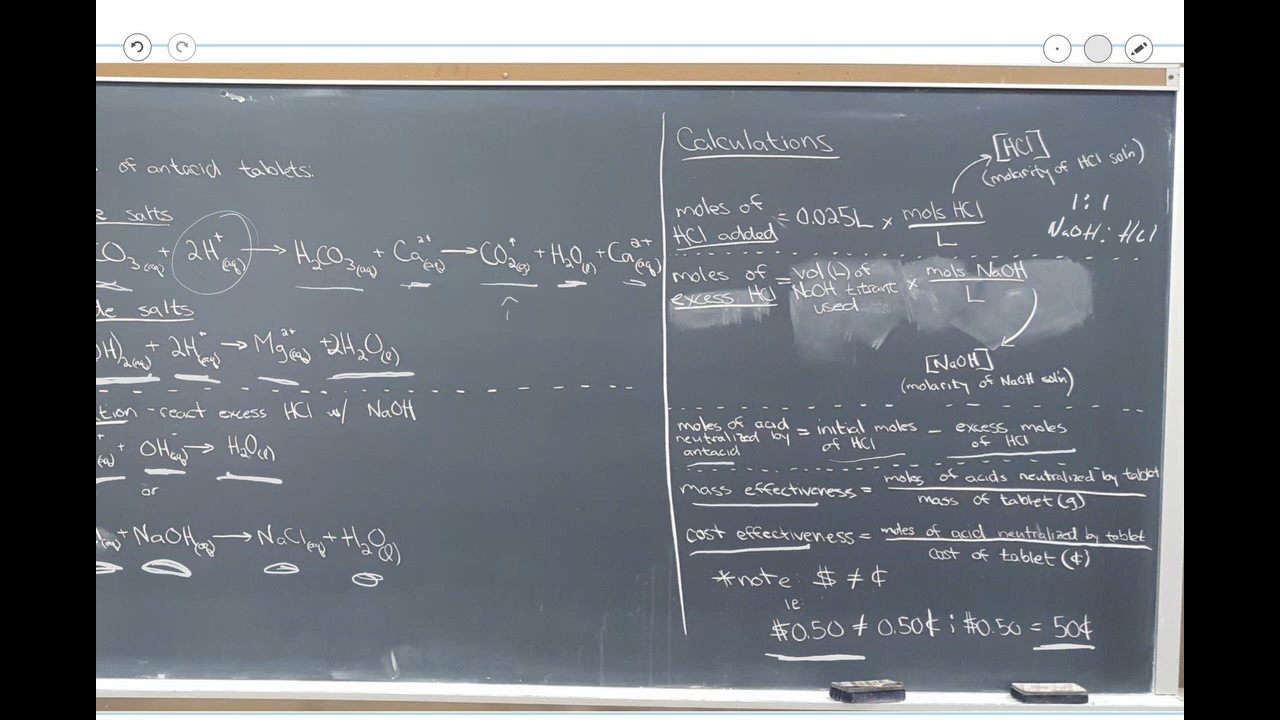 of antacid tablets:
e salts
CO₃(aq) + 2H⁺(aq) → H₂CO₃(aq) + Ca²⁺(aq) → CO₂(g)↑ + H₂O(l) + Ca²⁺(aq)
de salts
OH)₂(aq) + 2H⁺(aq) → Mg²⁺(aq) + 2H₂O(l)
ation - react excess HCl w/ NaOH
+ OH⁻(aq) → H₂O(l)
or
(aq) + NaOH(aq) → NaCl(aq) + H₂O(l)
Calculations
[HCl]
(molarity of HCl sol'n)
1:1
NaOH : HCl
moles of HCl added = 0.025L × mols HCl / L
moles of excess HCl = vol(L) of NaOH titrant used × mols NaOH / L
[NaOH]
(molarity of NaOH sol'n)
moles of acid neutralized by antacid = initial moles of HCl - excess moles of HCl
mass effectiveness = moles of acids neutralized by tablet / mass of tablet (g)
cost effectiveness = moles of acid neutralized by tablet / cost of tablet (¢)
*note: $ ≠ ¢
ie:
$0.50 ≠ 0.50¢ ; $0.50 = 50¢